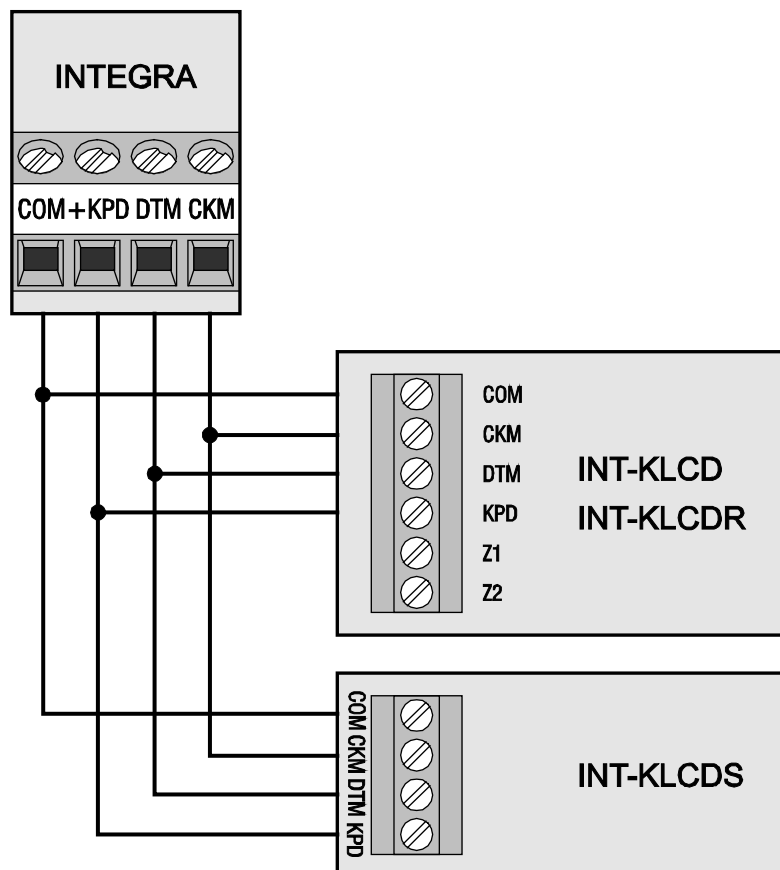 INTEGRA
COM +KPD DTM CKM
COM
CKM
DTM
KPD
Z1
Z2
INT-KLCD
INT-KLCDR
COM CKM DTM KPD
INT-KLCDS